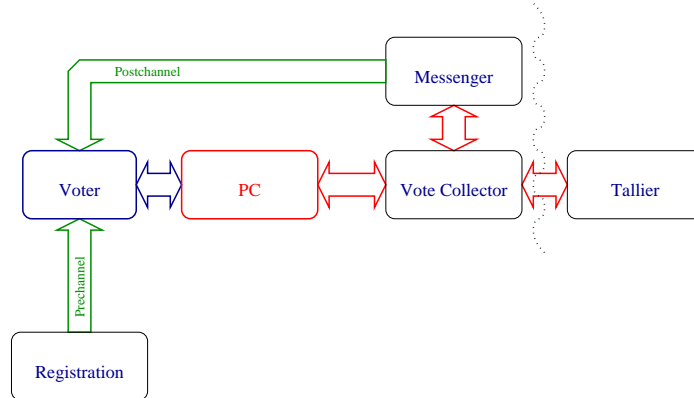 Postchannel
Messenger
Voter
PC
Vote Collector
Tallier
Prechannel
Registration